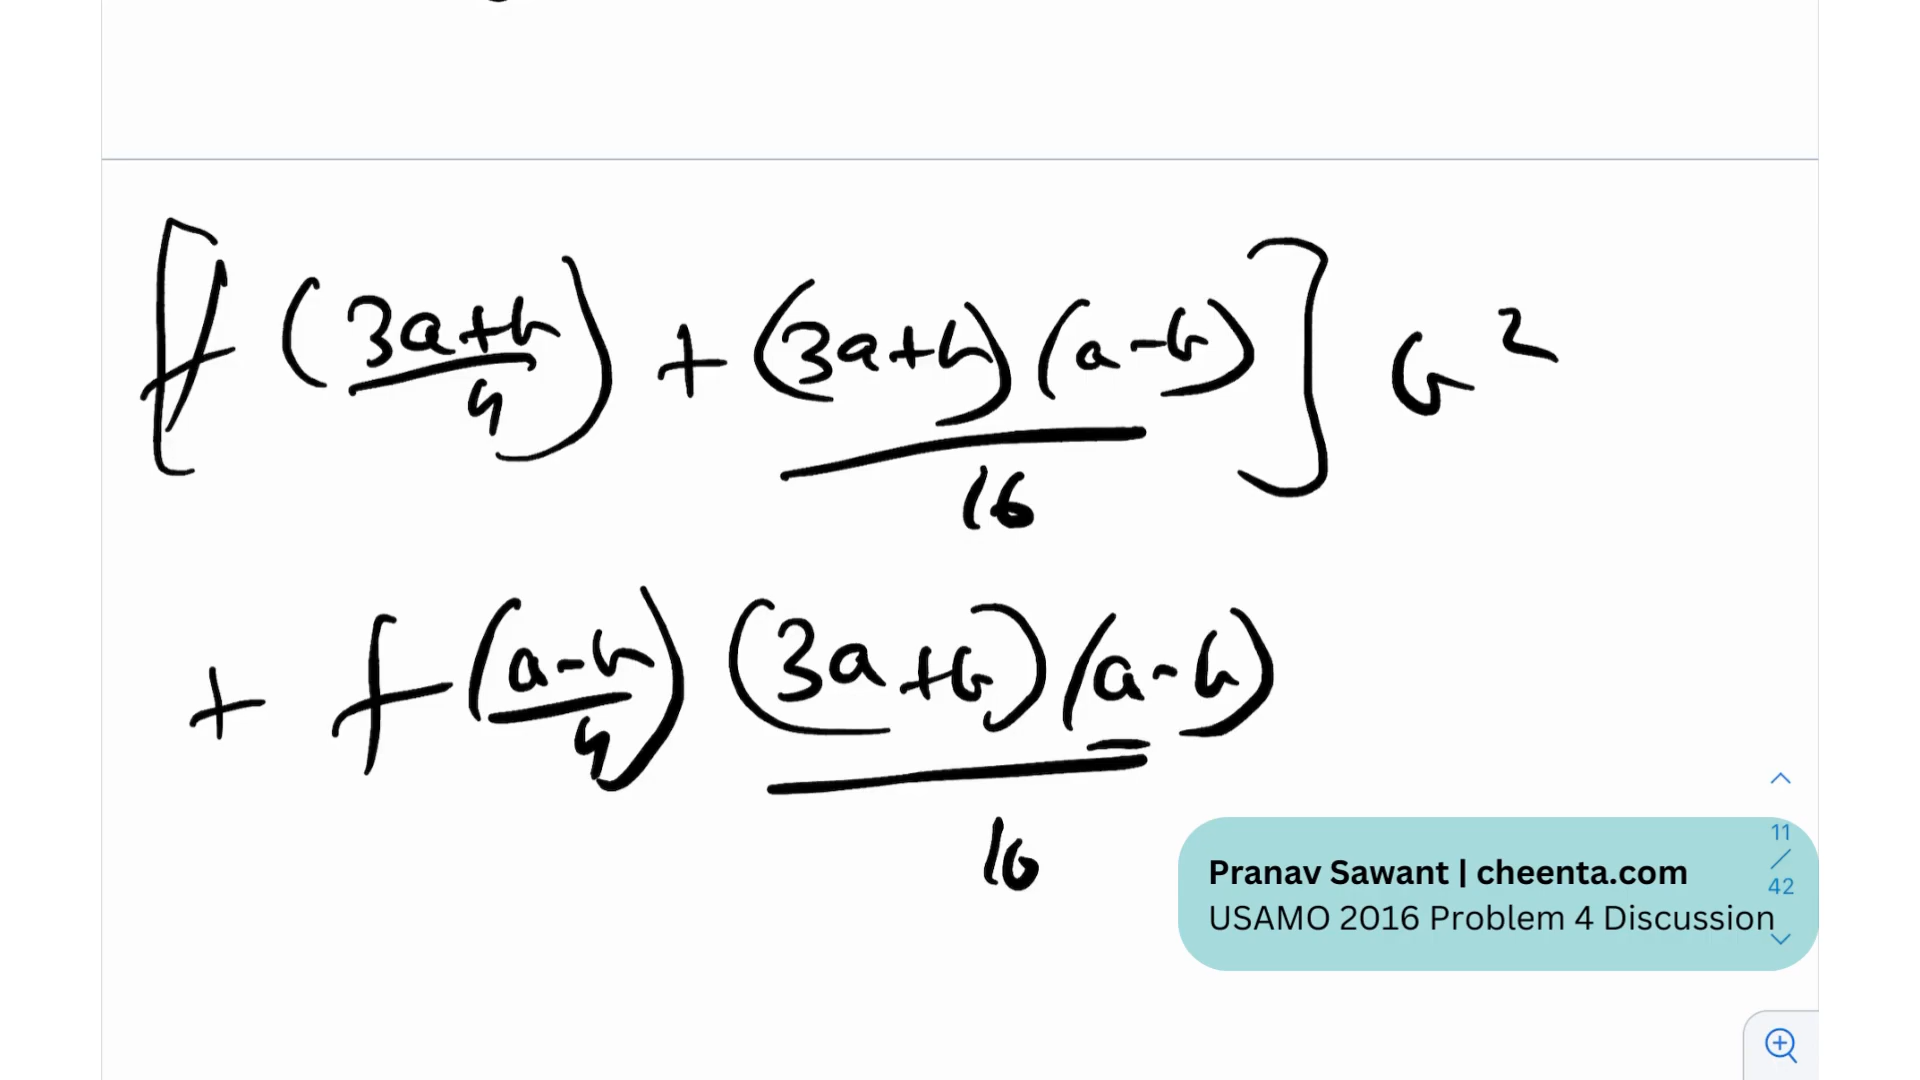 [f((3a+b)/4) + (3a+b)(a-b)/16] b²
+ f((a-b)/4) (3a+b)(a-b)/16
11
/
42
Pranav Sawant | cheenta.com
USAMO 2016 Problem 4 Discussion